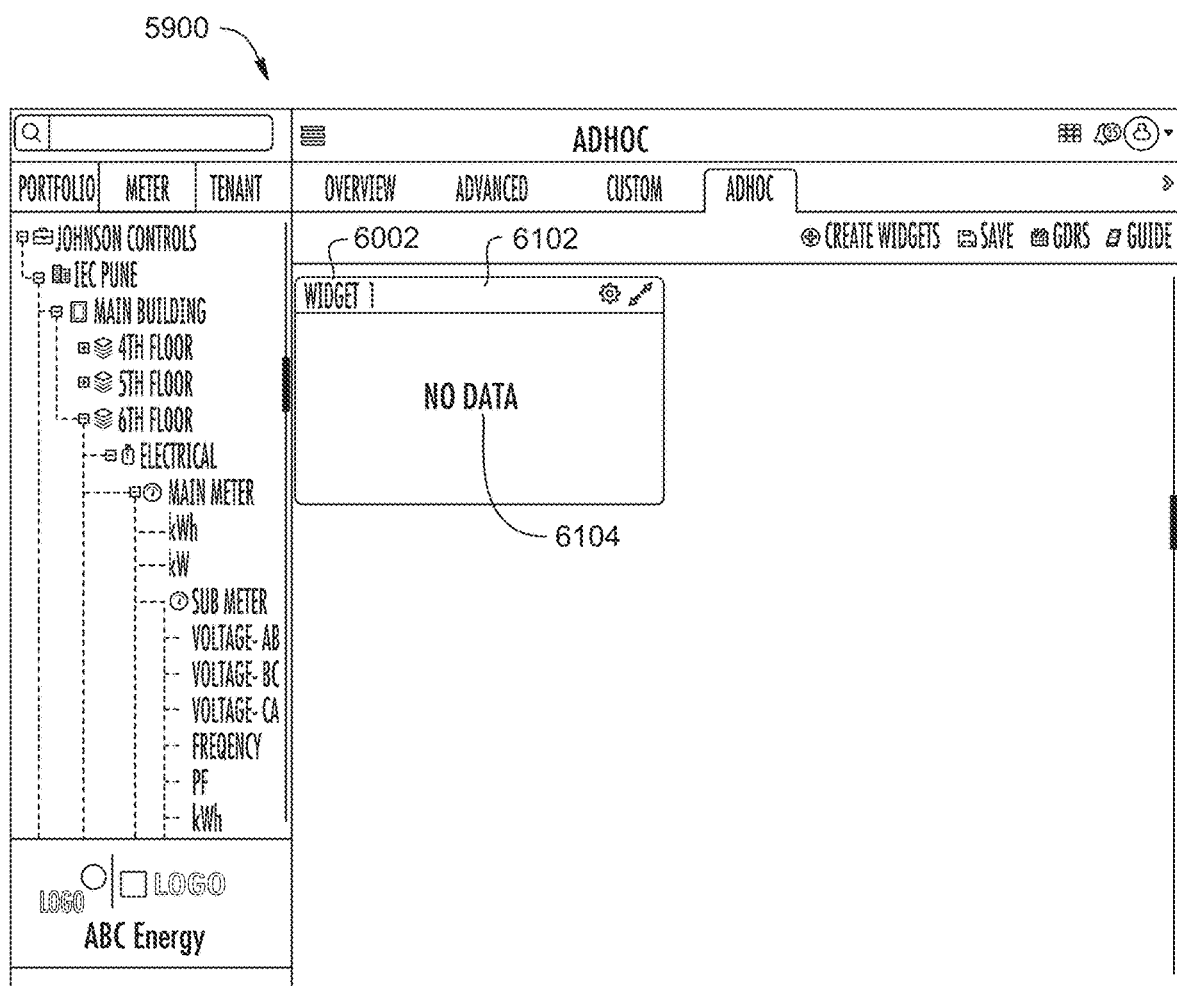 5900
ADHOC
PORTFOLIO METER TENANT
OVERVIEW ADVANCED CUSTOM ADHOC
CREATE WIDGETS SAVE GDRS GUIDE
JOHNSON CONTROLS
IEC PUNE
MAIN BUILDING
4TH FLOOR
5TH FLOOR
6TH FLOOR
ELECTRICAL
MAIN METER
kWh
kW
SUB METER
VOLTAGE- AB
VOLTAGE- BC
VOLTAGE- CA
FREQENCY
PF
kWh
6002 6102
WIDGET 1
NO DATA
6104
LOGO LOGO
ABC Energy